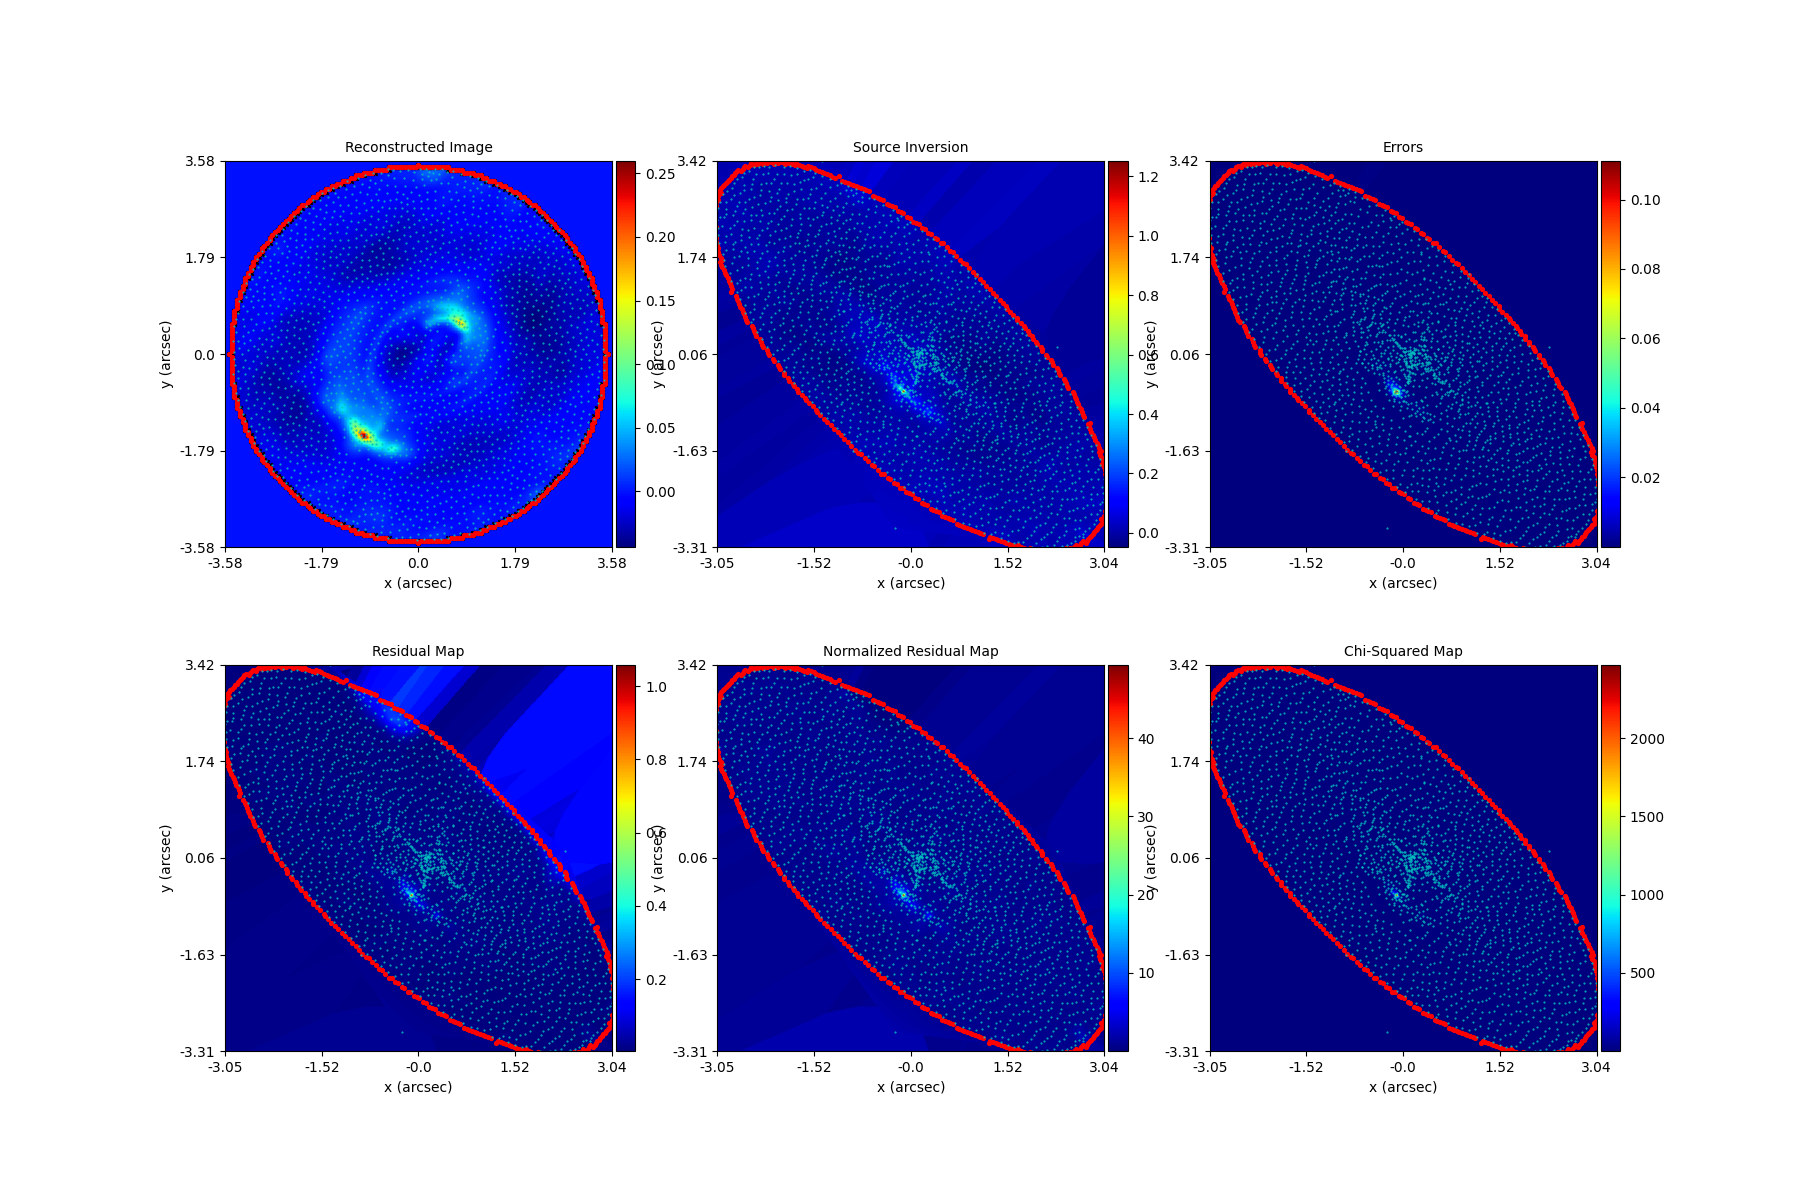 Reconstructed Image
3.58
1.79
0.0
-1.79
-3.58
y (arcsec)
-3.58 -1.79 0.0 1.79 3.58
x (arcsec)
0.25
0.20
0.15
0.10
0.05
0.00
Source Inversion
3.42
1.74
0.06
-1.63
-3.31
y (arcsec)
-3.05 -1.52 -0.0 1.52 3.04
x (arcsec)
1.2
1.0
0.8
0.6
0.4
0.2
0.0
Errors
3.42
1.74
0.06
-1.63
-3.31
y (arcsec)
-3.05 -1.52 -0.0 1.52 3.04
x (arcsec)
0.10
0.08
0.06
0.04
0.02
Residual Map
3.42
1.74
0.06
-1.63
-3.31
y (arcsec)
-3.05 -1.52 -0.0 1.52 3.04
x (arcsec)
1.0
0.8
0.6
0.4
0.2
Normalized Residual Map
3.42
1.74
0.06
-1.63
-3.31
y (arcsec)
-3.05 -1.52 -0.0 1.52 3.04
x (arcsec)
40
30
20
10
Chi-Squared Map
3.42
1.74
0.06
-1.63
-3.31
y (arcsec)
-3.05 -1.52 -0.0 1.52 3.04
x (arcsec)
2000
1500
1000
500